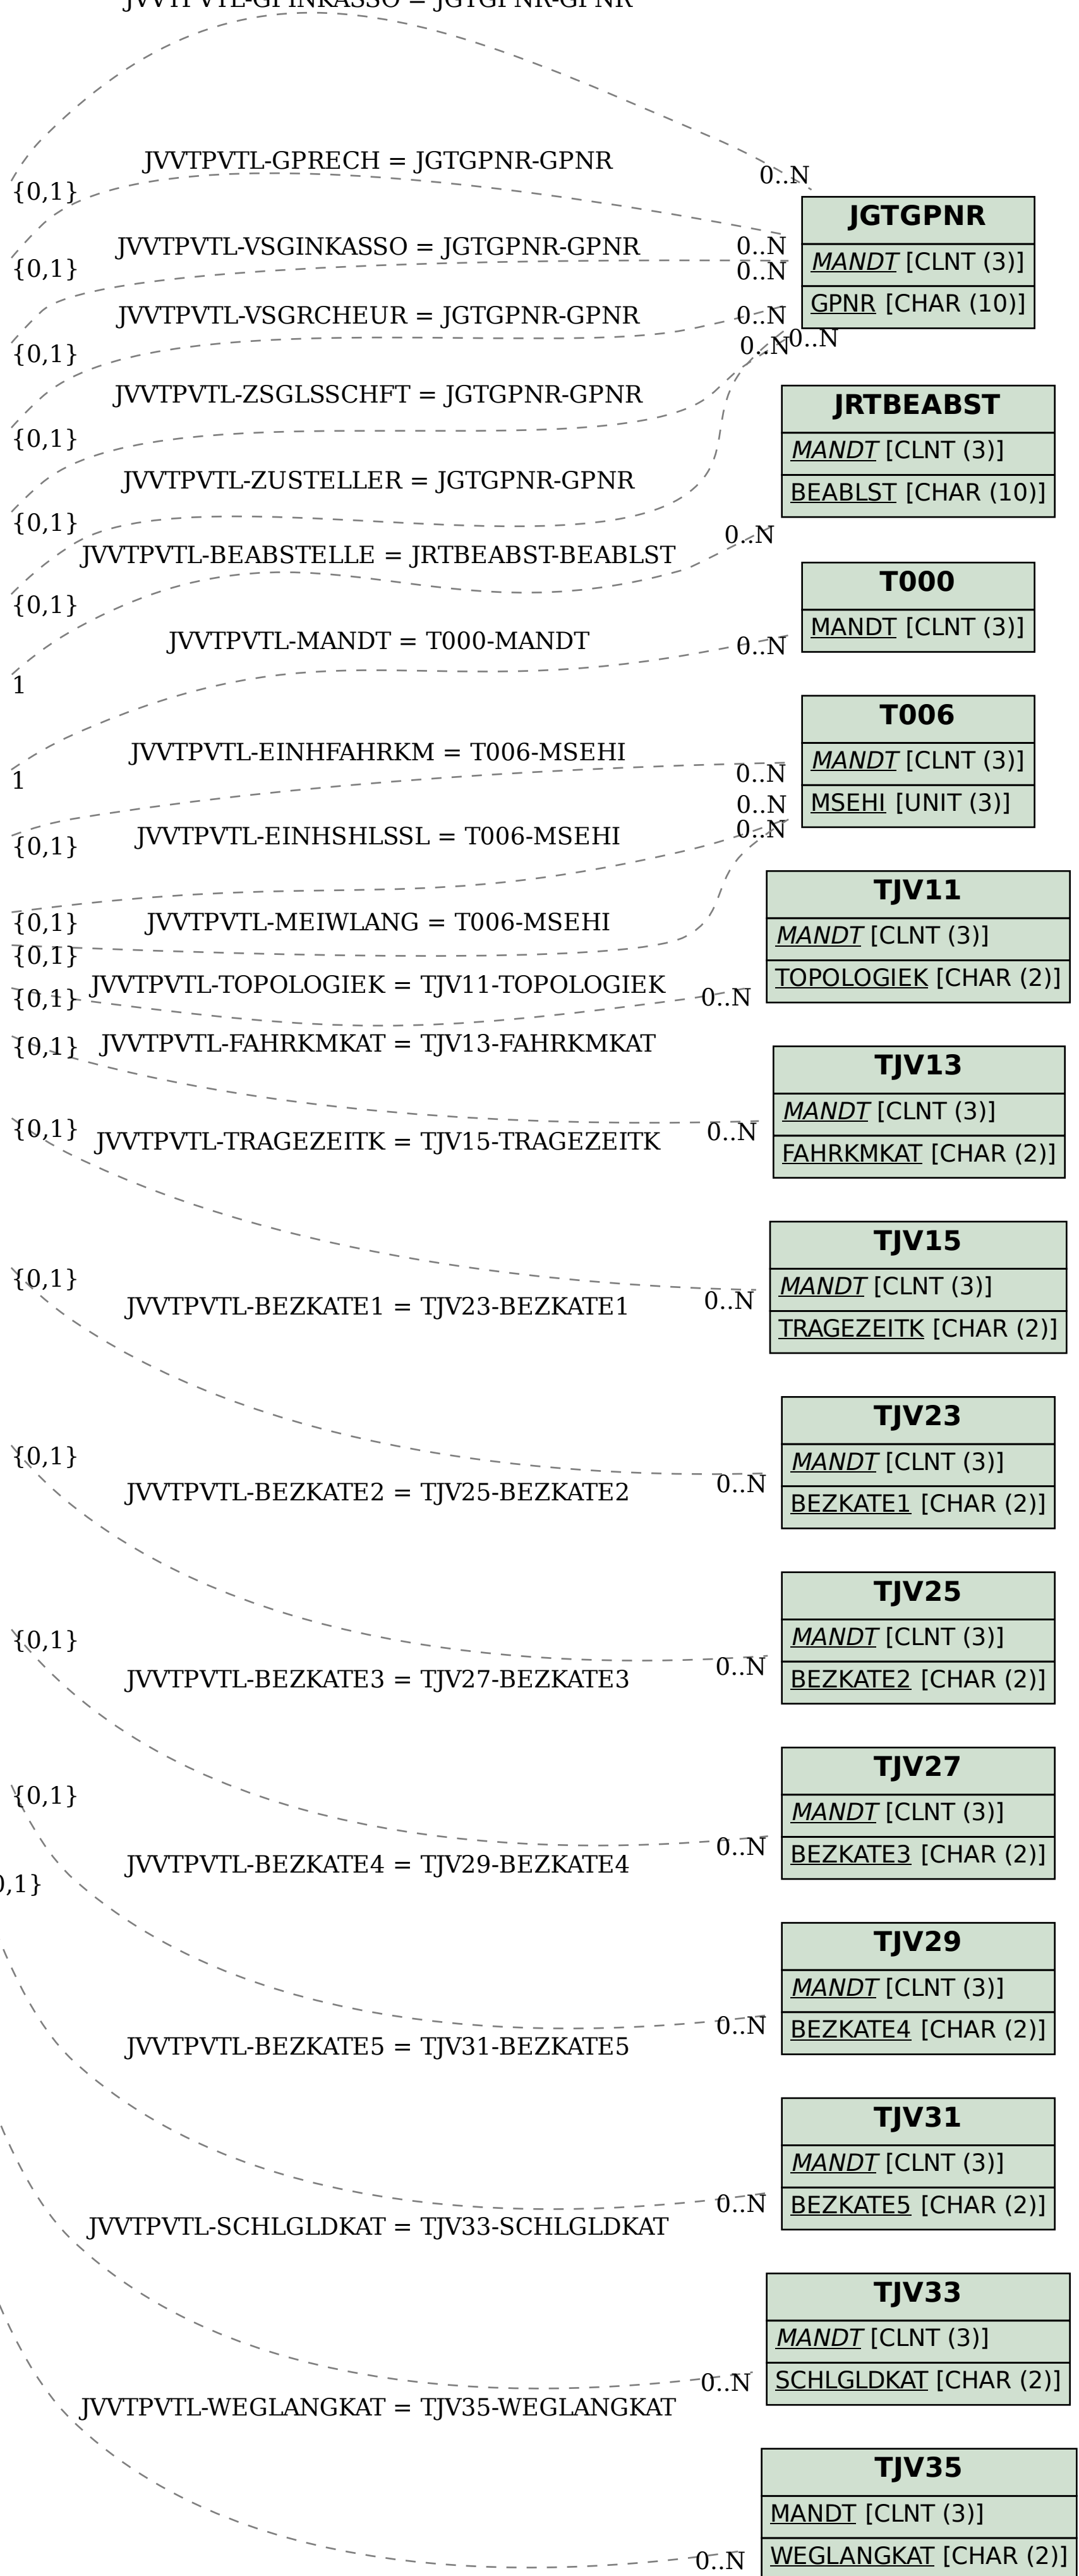 JVVTPVTL-GPINKASSO = JGTGPNR-GPNR
0..N
{0,1}
JVVTPVTL-GPRECH = JGTGPNR-GPNR
JGTGPNR
MANDT [CLNT (3)]
GPNR [CHAR (10)]
0..N
{0,1}
JVVTPVTL-VSGINKASSO = JGTGPNR-GPNR
0..N
{0,1}
JVVTPVTL-VSGRCHEUR = JGTGPNR-GPNR
0..N
{0,1}
0..N
0..N
JVVTPVTL-ZSGLSSCHFT = JGTGPNR-GPNR
{0,1}
JVVTPVTL-ZUSTELLER = JGTGPNR-GPNR
{0,1}
JRTBEABST
MANDT [CLNT (3)]
BEABLST [CHAR (10)]
JVVTPVTL-BEABSTELLE = JRTBEABST-BEABLST
0..N
1
T000
MANDT [CLNT (3)]
JVVTPVTL-MANDT = T000-MANDT
0..N
1
T006
MANDT [CLNT (3)]
MSEHI [UNIT (3)]
JVVTPVTL-EINHFAHRKM = T006-MSEHI
0..N
{0,1}
JVVTPVTL-EINHSHLSSL = T006-MSEHI
0..N
{0,1}
JVVTPVTL-MEIWLANG = T006-MSEHI
0..N
{0,1}
TJV11
MANDT [CLNT (3)]
TOPOLOGIEK [CHAR (2)]
JVVTPVTL-TOPOLOGIEK = TJV11-TOPOLOGIEK
0..N
{0,1}
JVVTPVTL-FAHRKMKAT = TJV13-FAHRKMKAT
{0,1}
TJV13
MANDT [CLNT (3)]
FAHRKMKAT [CHAR (2)]
0..N
{0,1}
JVVTPVTL-TRAGEZEITK = TJV15-TRAGEZEITK
TJV15
MANDT [CLNT (3)]
TRAGEZEITK [CHAR (2)]
0..N
{0,1}
JVVTPVTL-BEZKATE1 = TJV23-BEZKATE1
TJV23
MANDT [CLNT (3)]
BEZKATE1 [CHAR (2)]
0..N
{0,1}
JVVTPVTL-BEZKATE2 = TJV25-BEZKATE2
TJV25
MANDT [CLNT (3)]
BEZKATE2 [CHAR (2)]
0..N
{0,1}
JVVTPVTL-BEZKATE3 = TJV27-BEZKATE3
TJV27
MANDT [CLNT (3)]
BEZKATE3 [CHAR (2)]
0..N
{0,1}
JVVTPVTL-BEZKATE4 = TJV29-BEZKATE4
0,1}
TJV29
MANDT [CLNT (3)]
BEZKATE4 [CHAR (2)]
0..N
JVVTPVTL-BEZKATE5 = TJV31-BEZKATE5
TJV31
MANDT [CLNT (3)]
BEZKATE5 [CHAR (2)]
0..N
JVVTPVTL-SCHLGLDKAT = TJV33-SCHLGLDKAT
TJV33
MANDT [CLNT (3)]
SCHLGLDKAT [CHAR (2)]
0..N
JVVTPVTL-WEGLANGKAT = TJV35-WEGLANGKAT
TJV35
MANDT [CLNT (3)]
WEGLANGKAT [CHAR (2)]
0..N